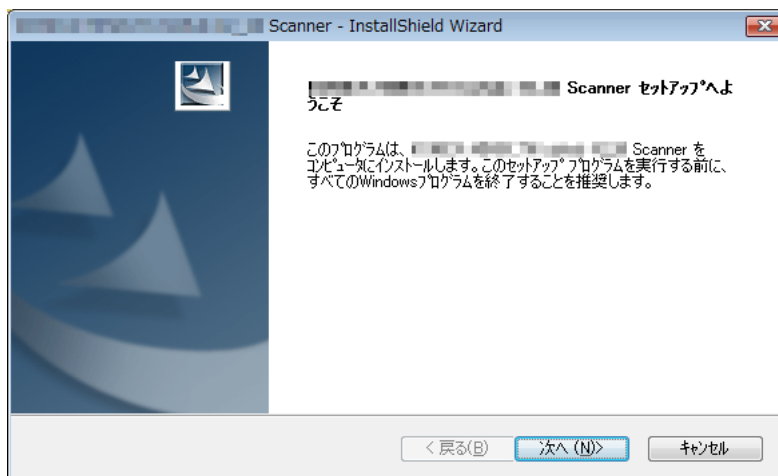 Scanner - InstallShield Wizard
Scanner ｾｯﾄｱｯﾌﾟへよ
うこそ
このﾌﾟﾛｸﾞﾗﾑは、 Scanner を
ｺﾝﾋﾟｭｰﾀにｲﾝｽﾄｰﾙします。このｾｯﾄｱｯﾌﾟ ﾌﾟﾛｸﾞﾗﾑを実行する前に、
すべてのWindowsﾌﾟﾛｸﾞﾗﾑを終了することを推奨します。
< 戻る(B)
次へ (N)>
ｷｬﾝｾﾙ